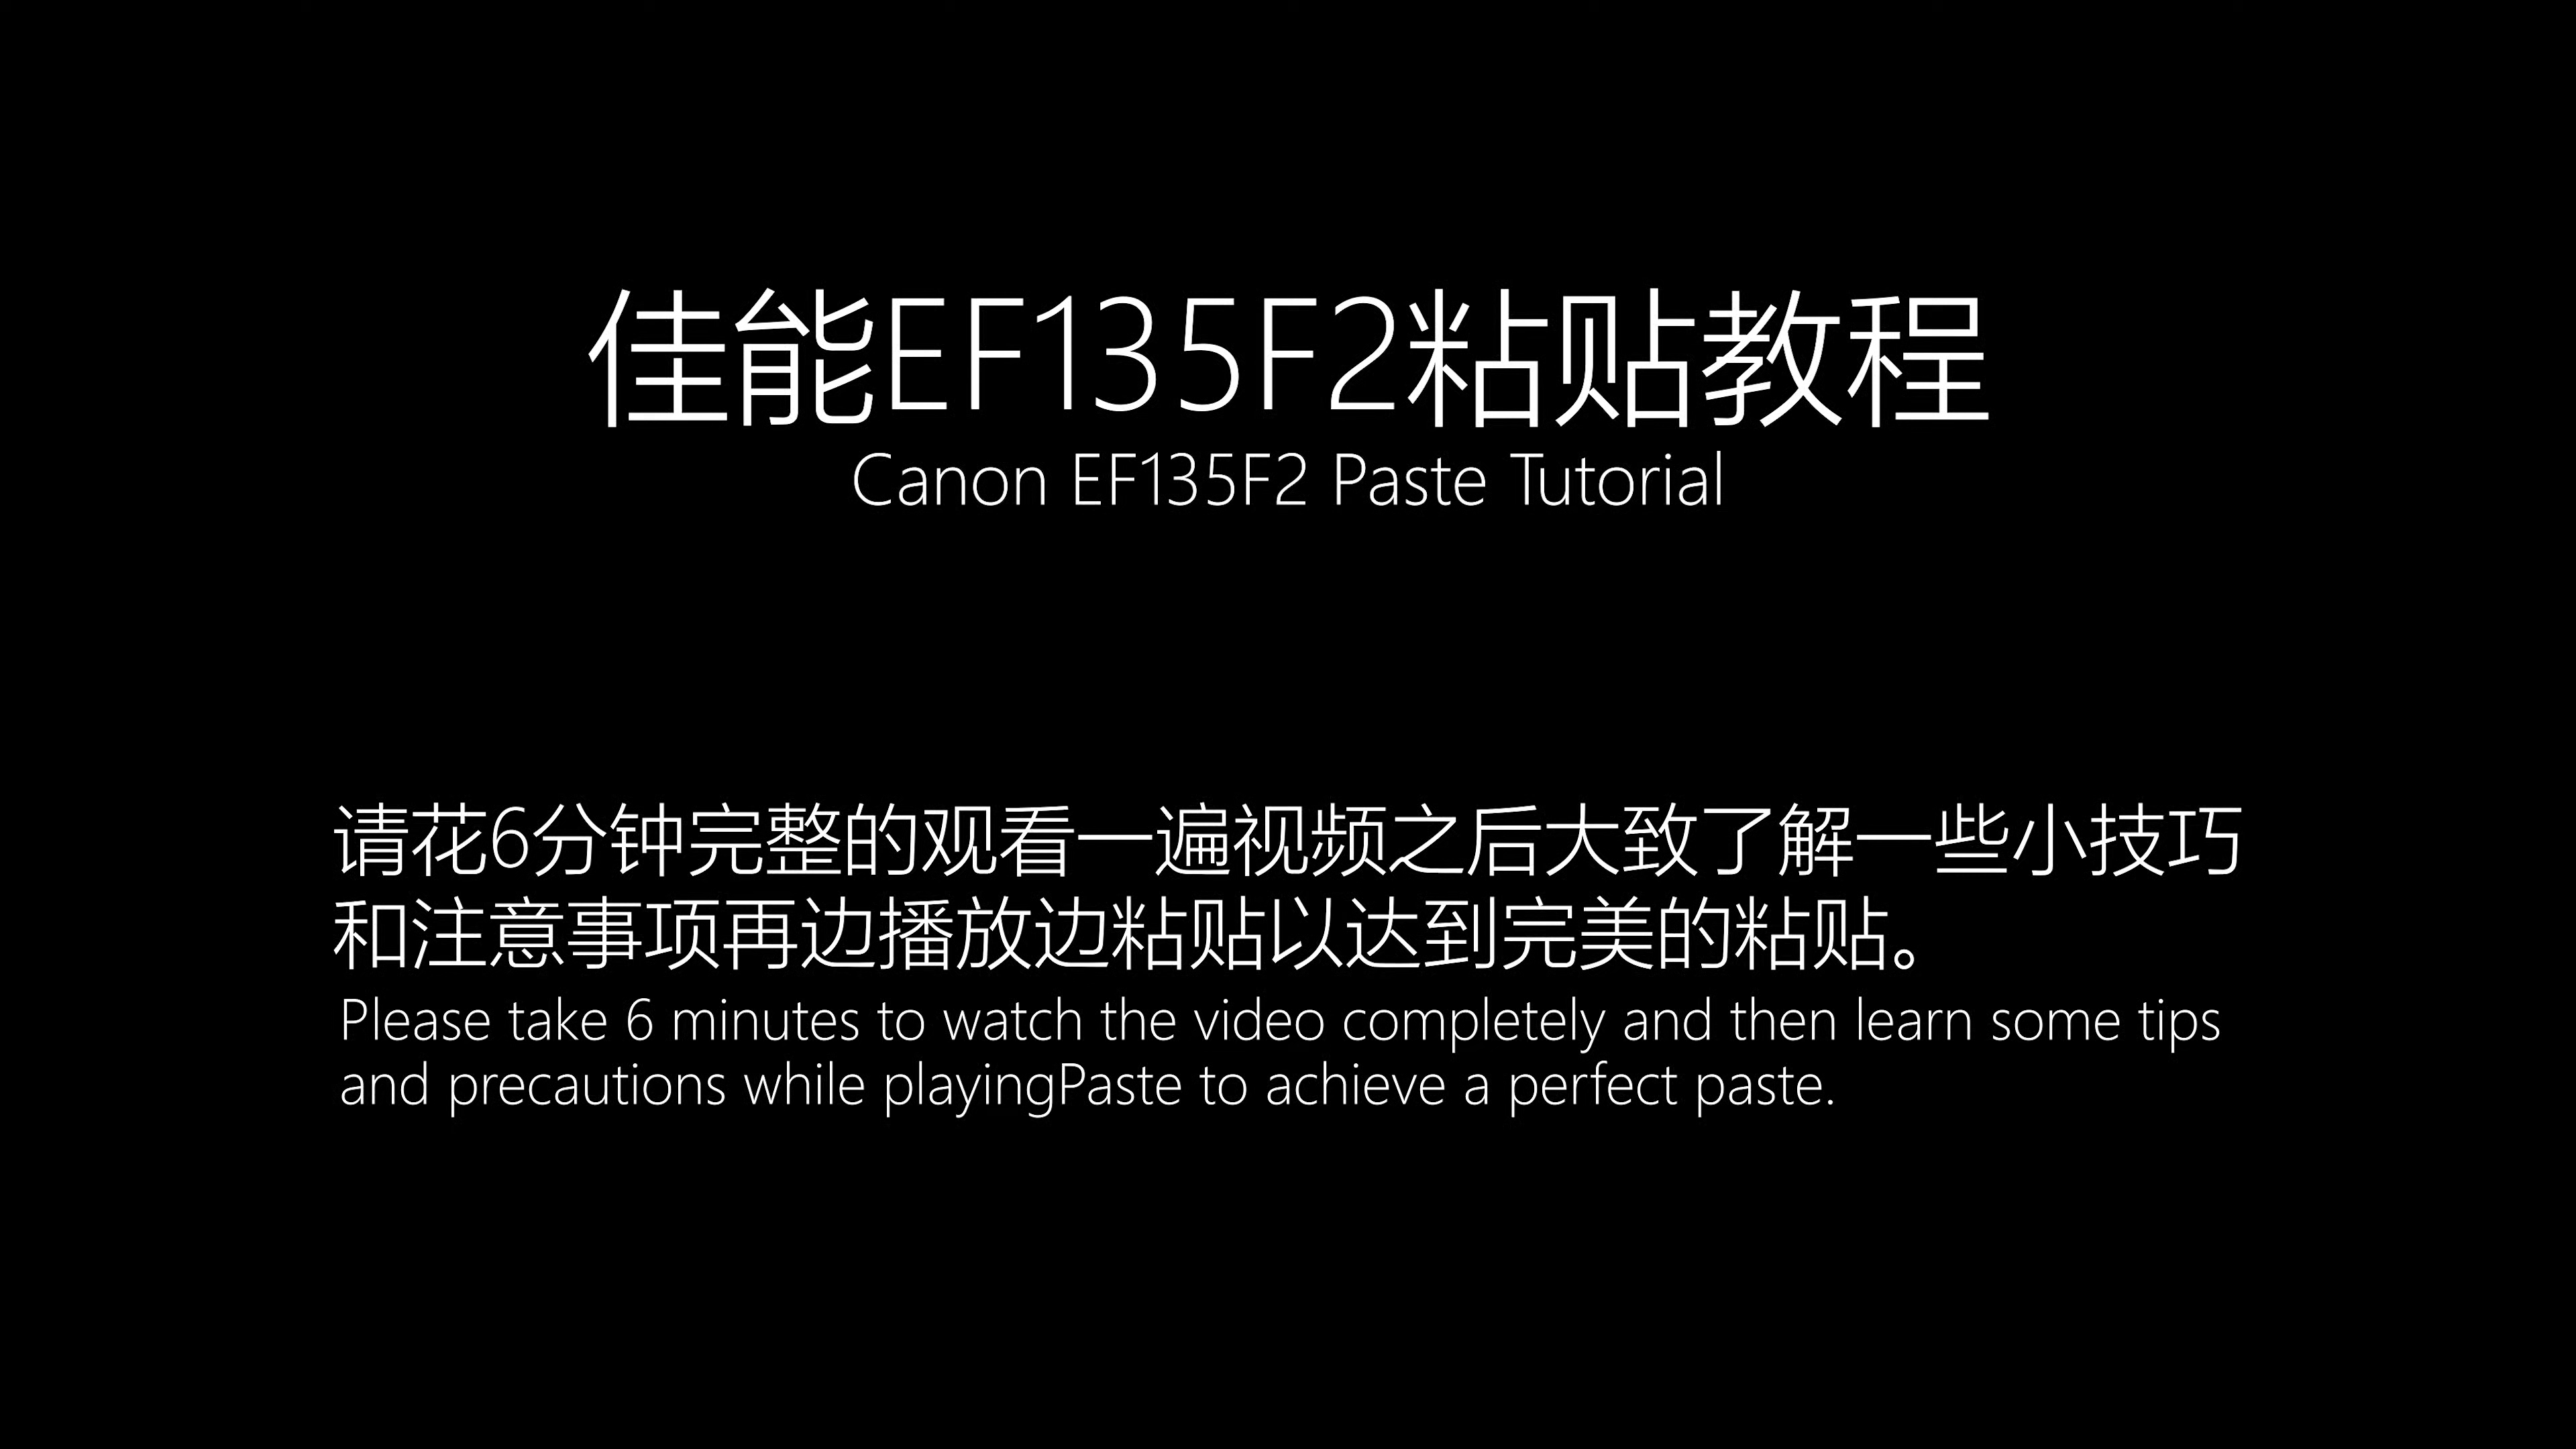 佳能EF135F2粘贴教程
Canon EF135F2 Paste Tutorial
请花6分钟完整的观看一遍视频之后大致了解一些小技巧
和注意事项再边播放边粘贴以达到完美的粘贴。
Please take 6 minutes to watch the video completely and then learn some tips
and precautions while playingPaste to achieve a perfect paste.